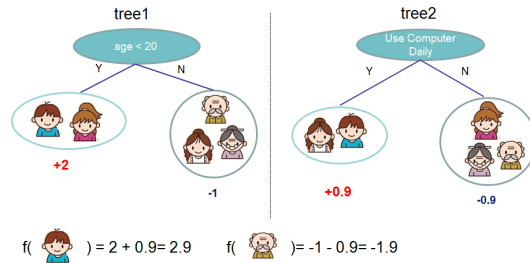 tree1
tree2
age < 20
Use Computer
Daily
Y
N
Y
N
+2
-1
+0.9
-0.9
f( ) = 2 + 0.9= 2.9
f( )= -1 - 0.9= -1.9